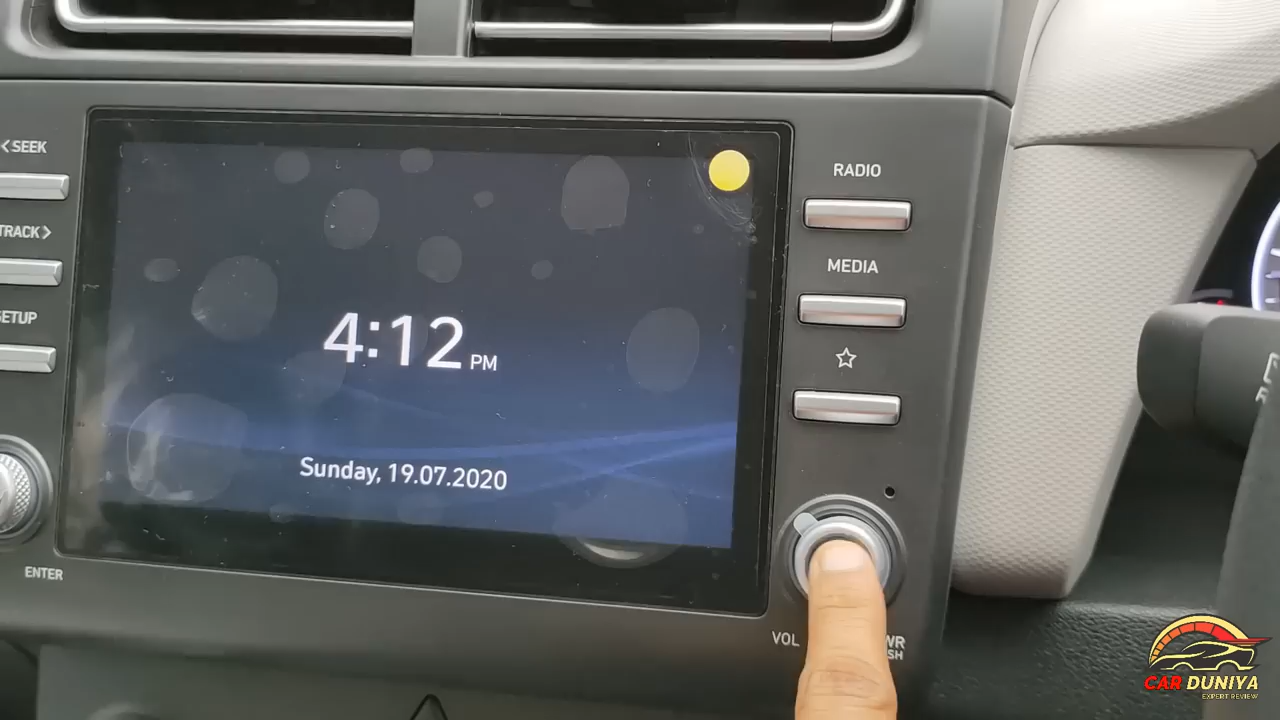 <SEEK
TRACK>
SETUP
ENTER
4:12 PM
Sunday, 19.07.2020
RADIO
MEDIA
VOL
CAR DUNIYA
EXPERT REVIEW